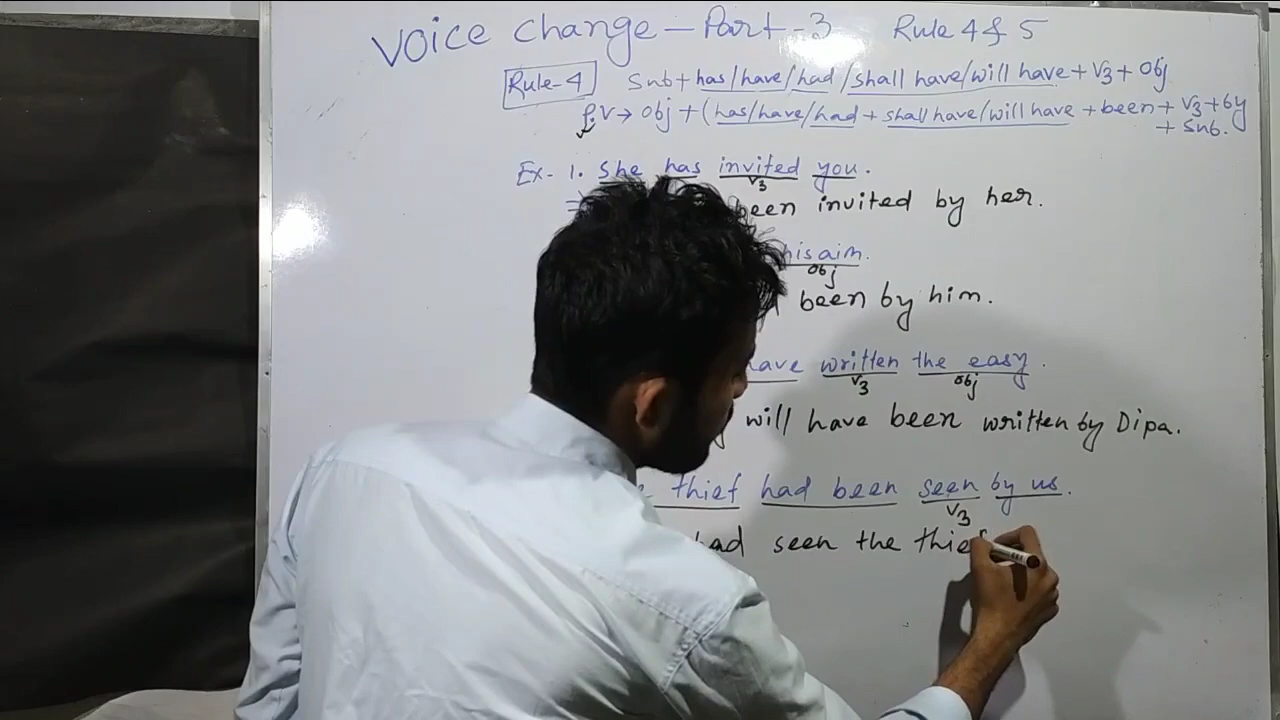 Voice change - Part - 3 Rule 4 & 5
Rule-4 Sub + has/have/had/shall have/will have + V3 + Obj
P.V → Obj + (has/have/had + shall have/will have + been + V3 + by
+ Sub.
Ex- 1. She has invited you.
V3
been invited by her.
his aim.
obj
been by him.
have written the easy.
V3 obj
will have been written by Dipa.
thief had been seen by us.
V3
had seen the thief